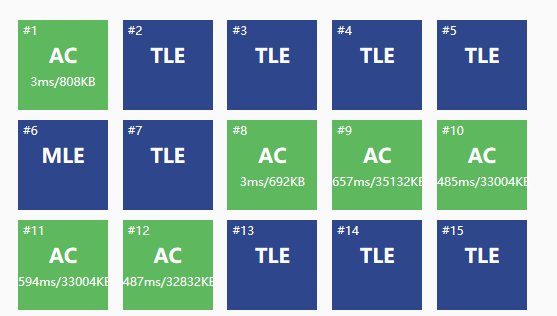 #1 #2 #3 #4 #5
AC TLE TLE TLE TLE
3ms/808KB
#6 #7 #8 #9 #10
MLE TLE AC AC AC
3ms/692KB 657ms/35132KB 485ms/33004KB
#11 #12 #13 #14 #15
AC AC TLE TLE TLE
594ms/33004KB 487ms/32832KB